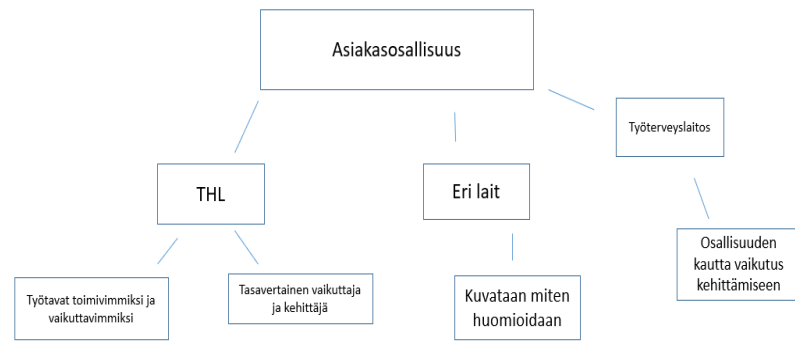 Asiakasosallisuus
Työterveyslaitos
THL
Eri lait
Osallisuuden
kautta vaikutus
kehittämiseen
Työtavat toimivimmiksi ja
vaikuttavimmiksi
Tasavertainen vaikuttaja
ja kehittäjä
Kuvataan miten
huomioidaan